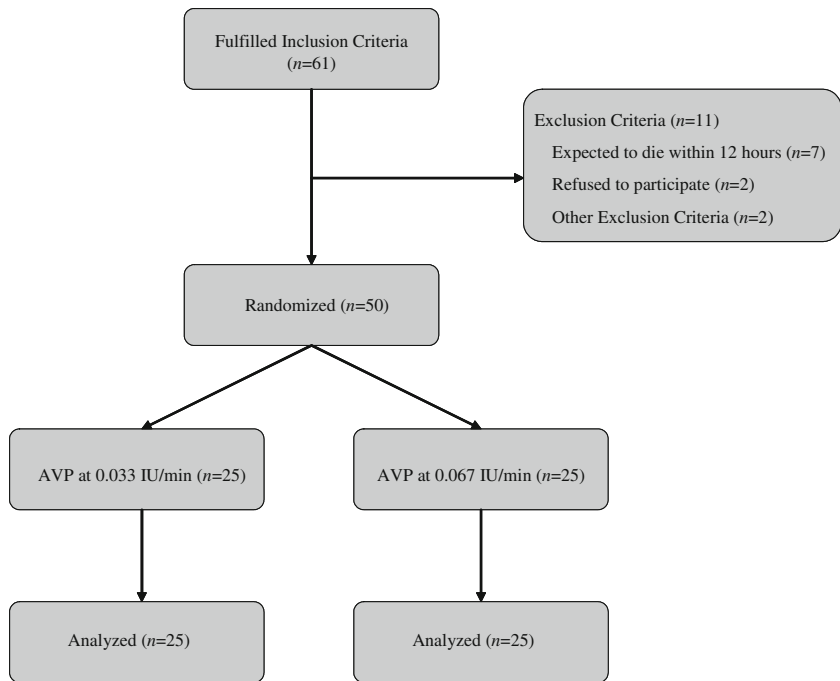 Fulfilled Inclusion Criteria
(n=61)
Exclusion Criteria (n=11)
Expected to die within 12 hours (n=7)
Refused to participate (n=2)
Other Exclusion Criteria (n=2)
Randomized (n=50)
AVP at 0.033 IU/min (n=25)
AVP at 0.067 IU/min (n=25)
Analyzed (n=25)
Analyzed (n=25)